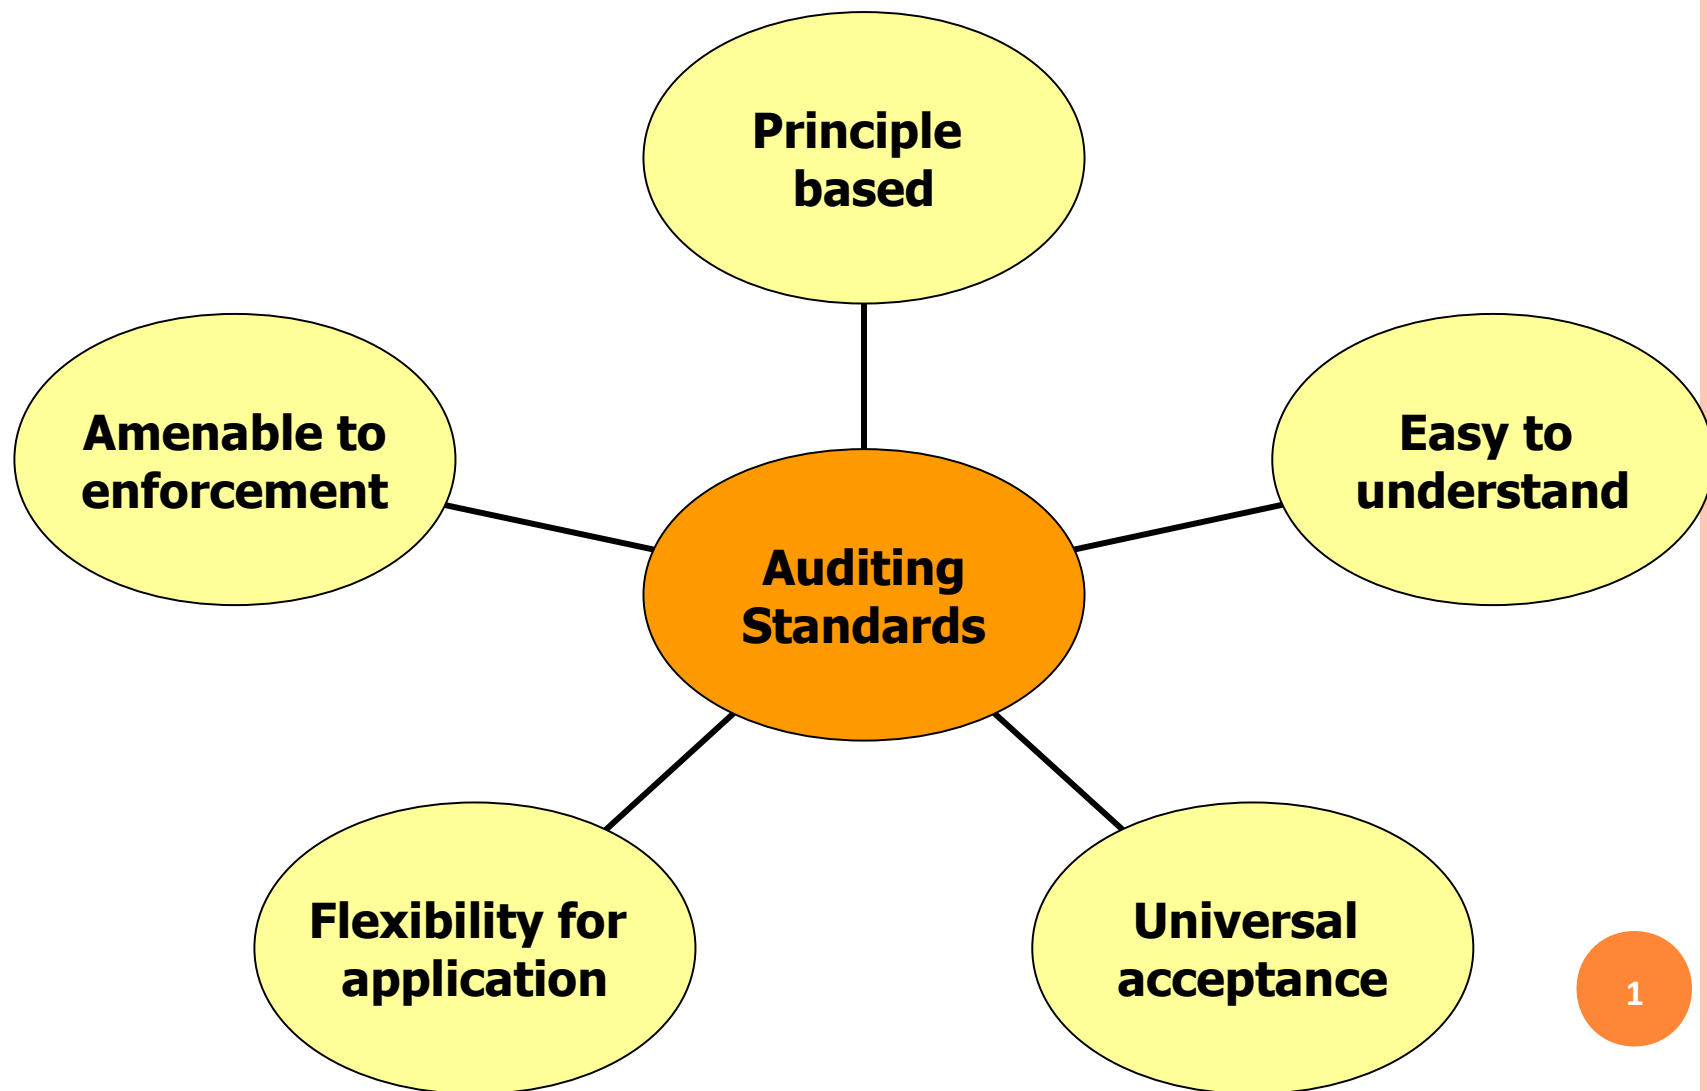 Principle
based
Amenable to
enforcement
Easy to
understand
Auditing
Standards
Flexibility for
application
Universal
acceptance
1